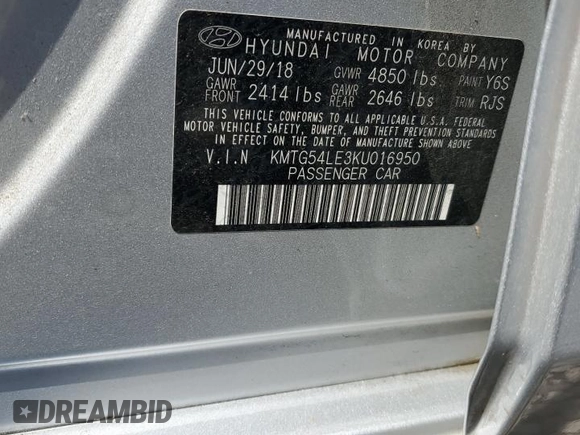 MANUFACTURED IN KOREA BY
HYUNDAI MOTOR COMPANY
JUN/29/18 GVWR 4850 lbs PAINT Y6S
GAWR FRONT 2414 lbs GAWR REAR 2646 lbs TRIM RJS
THIS VEHICLE CONFORMS TO ALL APPLICABLE U.S.A. FEDERAL
MOTOR VEHICLE SAFETY, BUMPER, AND THEFT PREVENTION STANDARDS
IN EFFECT ON THE DATE OF MANUFACTURE SHOWN ABOVE
V.I.N KMTG54LE3KU016950
PASSENGER CAR
DREAMBID